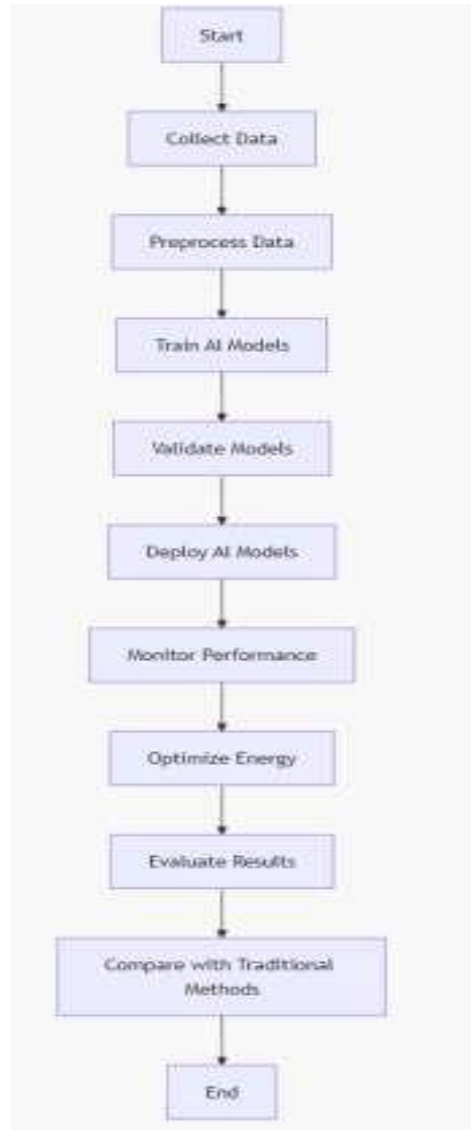 Start
Collect Data
Preprocess Data
Train AI Models
Validate Models
Deploy AI Models
Monitor Performance
Optimize Energy
Evaluate Results
Compare with Traditional
Methods
End